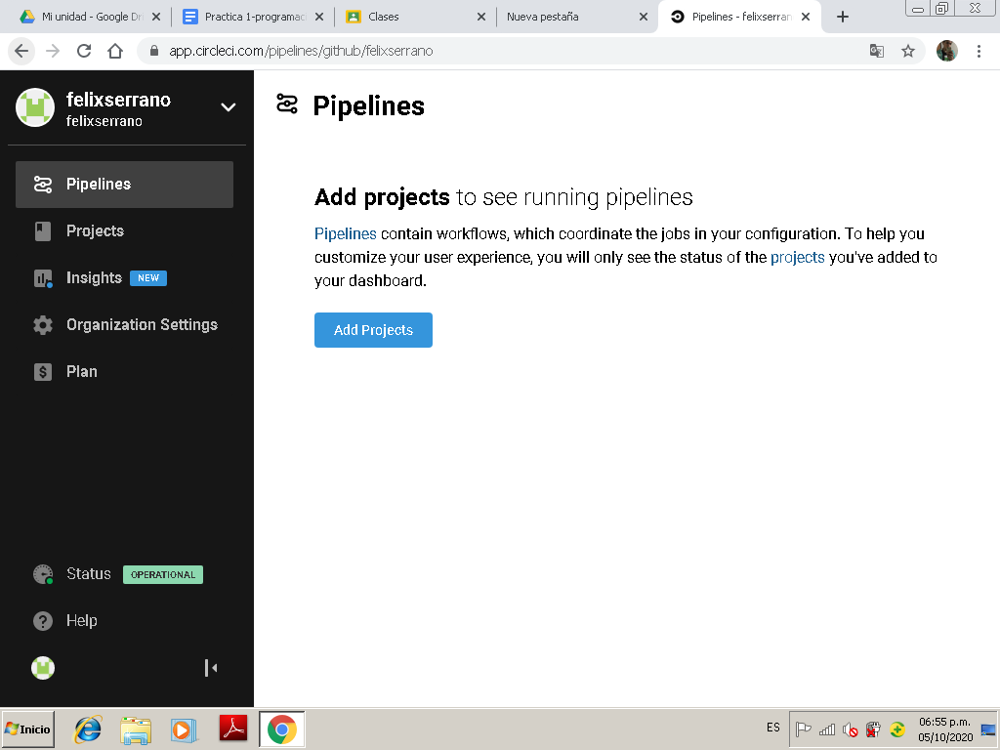 Mi unidad - Google Dri
Practica 1-programac
Clases
Nueva pestaña
Pipelines - felixserran
app.circleci.com/pipelines/github/felixserrano
felixserrano
felixserrano
Pipelines
Projects
Insights NEW
Organization Settings
Plan
Status OPERATIONAL
Help
Pipelines
Add projects to see running pipelines
Pipelines contain workflows, which coordinate the jobs in your configuration. To help you
customize your user experience, you will only see the status of the projects you've added to
your dashboard.
Add Projects
Inicio
ES
06:55 p.m.
05/10/2020